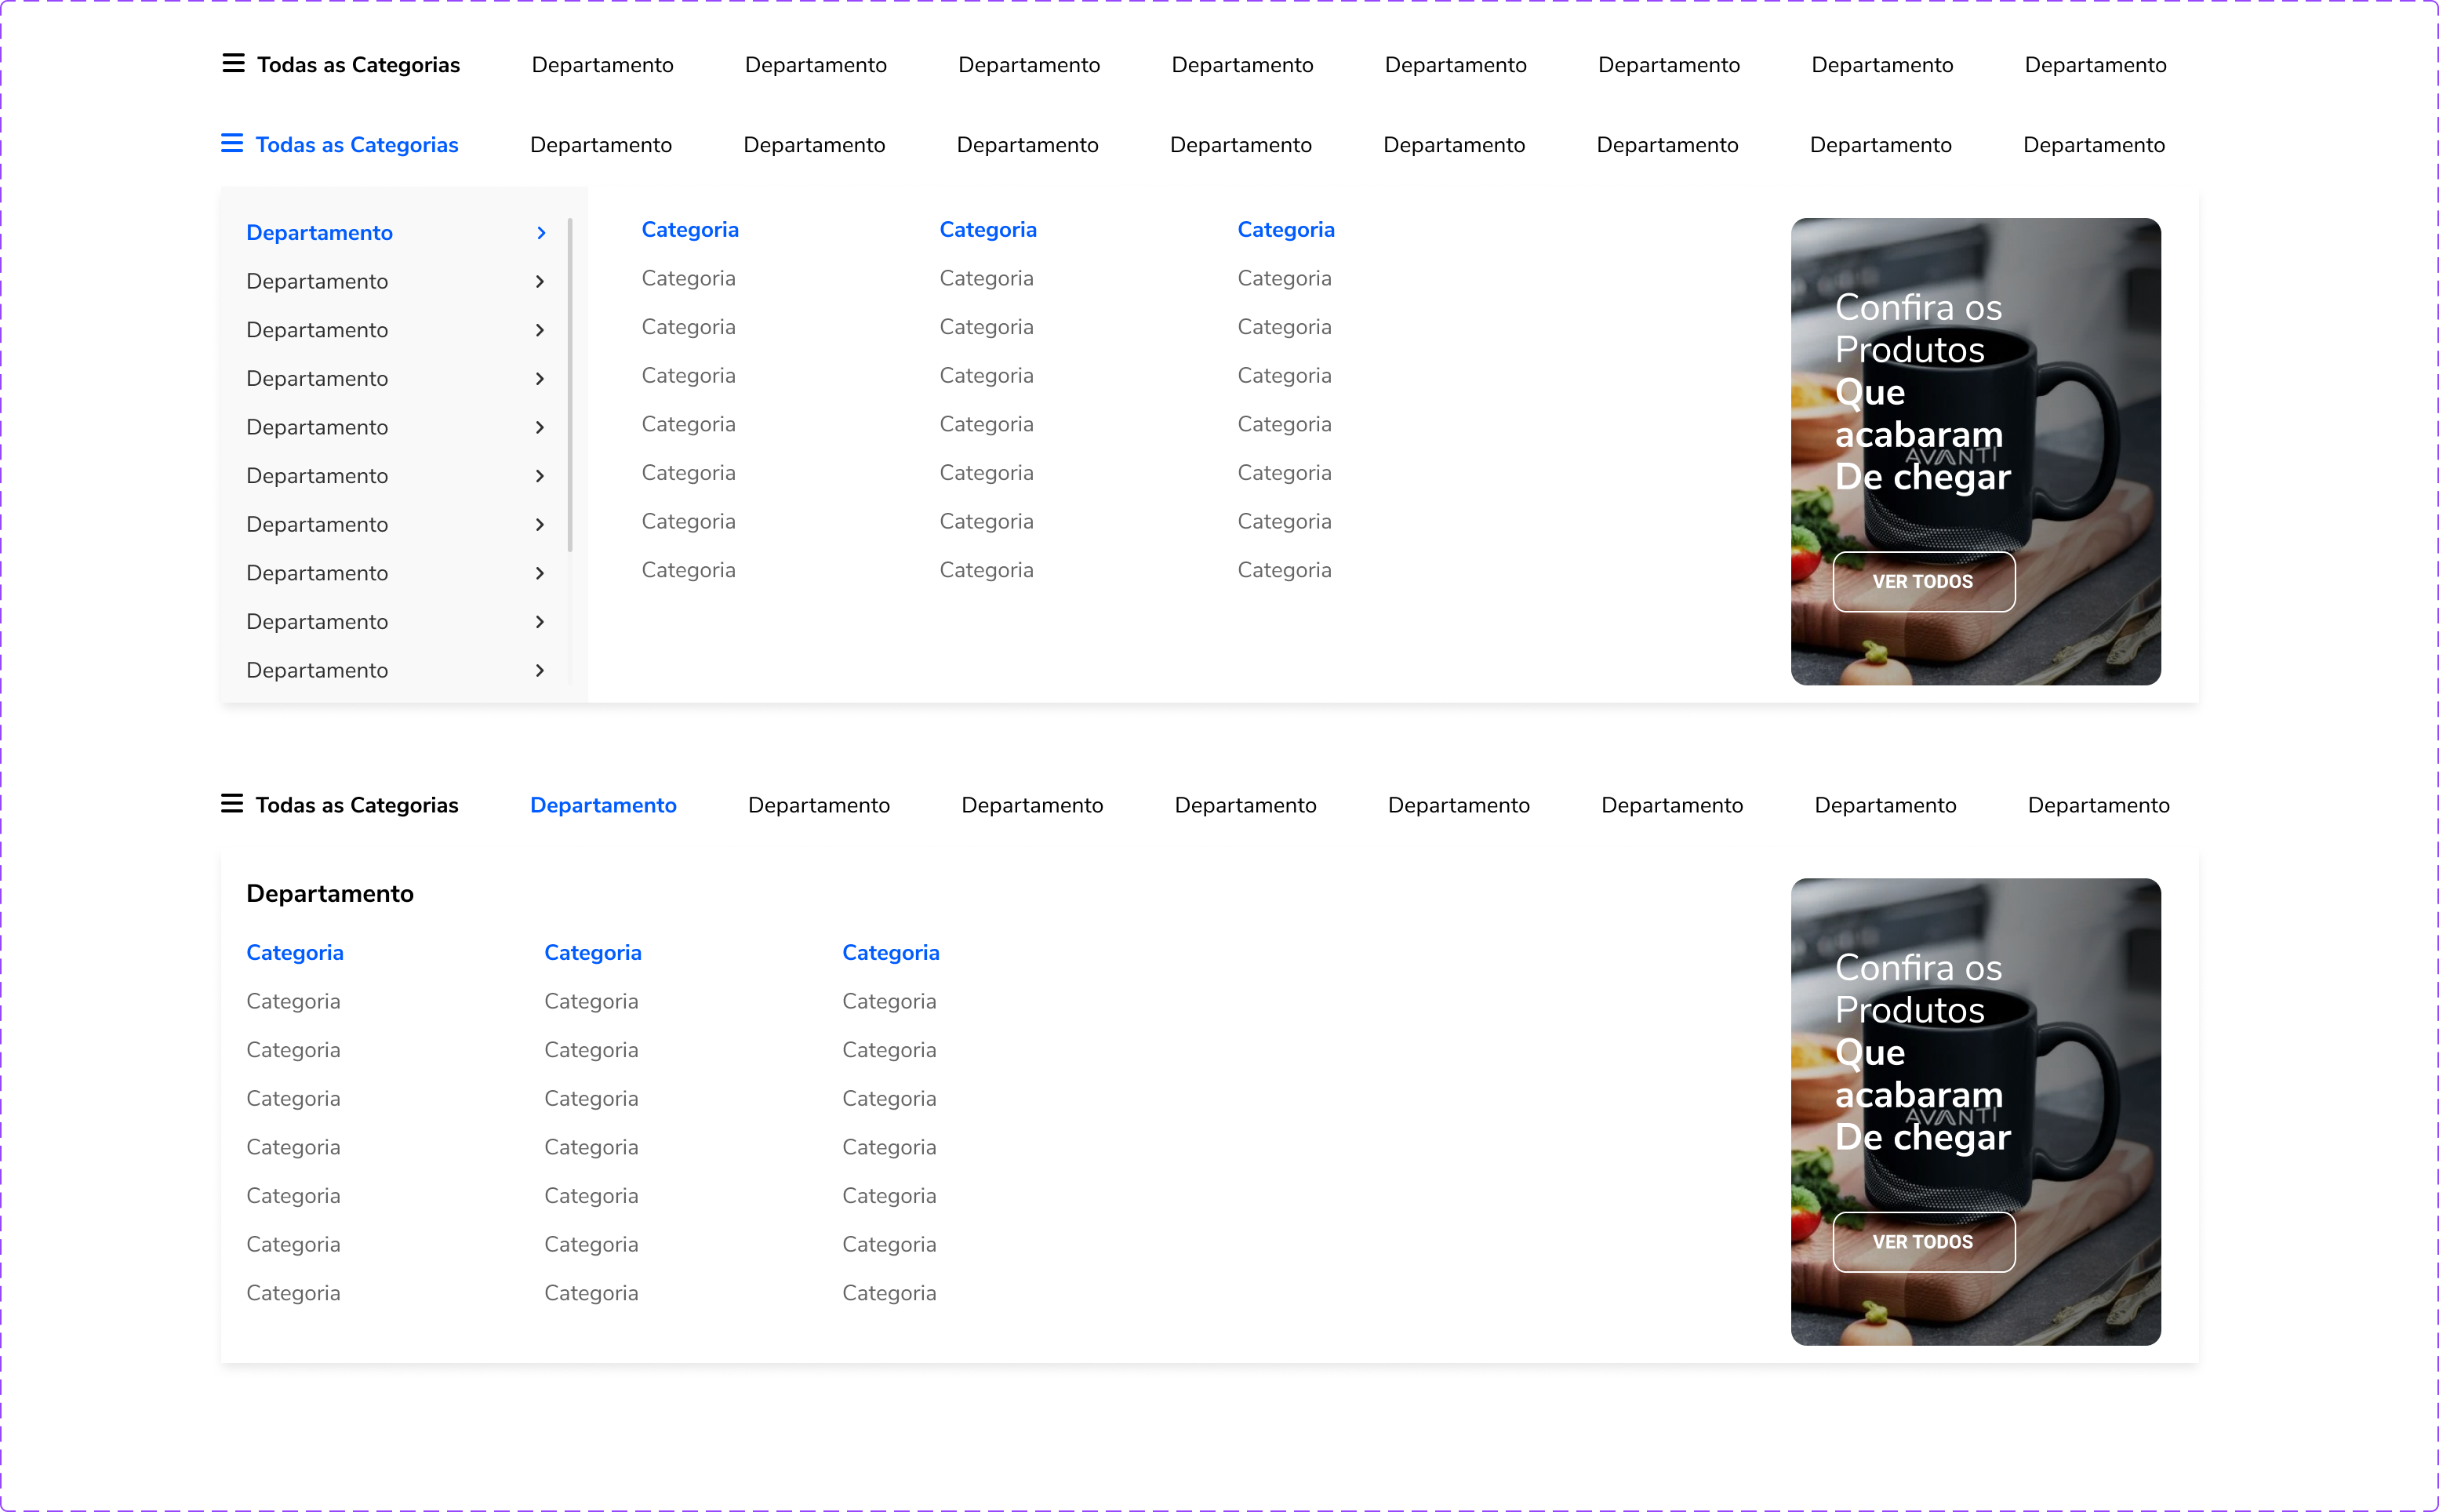 Todas as Categorias Departamento Departamento Departamento Departamento Departamento Departamento Departamento Departamento
Todas as Categorias Departamento Departamento Departamento Departamento Departamento Departamento Departamento Departamento
Departamento
Departamento
Departamento
Departamento
Departamento
Departamento
Departamento
Departamento
Departamento
Departamento
Categoria Categoria Categoria
Categoria Categoria Categoria
Categoria Categoria Categoria
Categoria Categoria Categoria
Categoria Categoria Categoria
Categoria Categoria Categoria
Categoria Categoria Categoria
Categoria Categoria Categoria
Confira os
Produtos
Que
acabaram
AVANTI
De chegar
VER TODOS
Todas as Categorias Departamento Departamento Departamento Departamento Departamento Departamento Departamento Departamento
Departamento
Categoria Categoria Categoria
Categoria Categoria Categoria
Categoria Categoria Categoria
Categoria Categoria Categoria
Categoria Categoria Categoria
Categoria Categoria Categoria
Categoria Categoria Categoria
Categoria Categoria Categoria
Confira os
Produtos
Que
acabaram
AVANTI
De chegar
VER TODOS